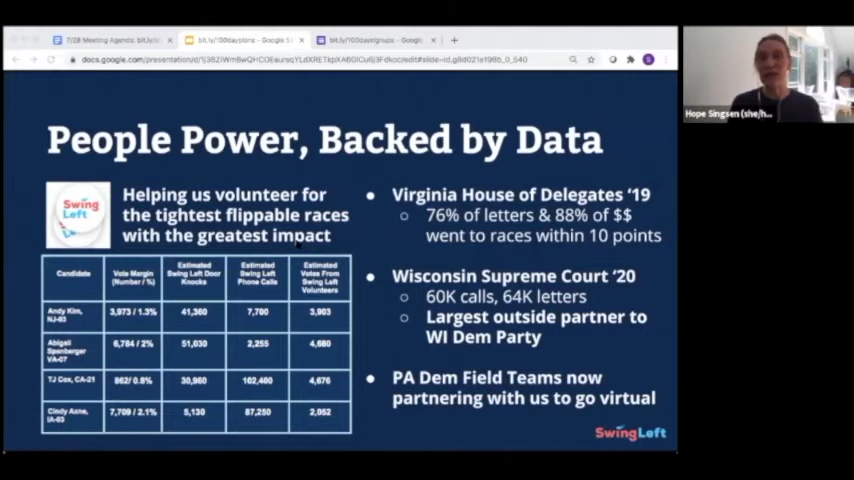 7/28 Meeting Agenda: bit.ly/
bit.ly/100dayplans - Google Sl
bit.ly/100daysignups - Google
docs.google.com/presentation/d/
Hope Singsen (she/h...
People Power, Backed by Data
Swing
Left
Helping us volunteer for
the tightest flippable races
with the greatest impact
Candidate
Vote Margin
(Number / %)
Estimated
Swing Left Door
Knocks
Estimated
Swing Left
Phone Calls
Estimated
Votes From
Swing Left
Volunteers
Andy Kim,
NJ-03
3,973 / 1.3%
41,360
7,700
3,903
Abigail
Spanberger
VA-07
6,784 / 2%
51,030
2,255
4,680
TJ Cox, CA-21
862/ 0.8%
30,960
102,400
4,676
Cindy Axne,
IA-03
7,709 / 2.1%
5,130
87,250
2,052
• Virginia House of Delegates ‘19
○ 76% of letters & 88% of $$
went to races within 10 points
• Wisconsin Supreme Court ‘20
○ 60K calls, 64K letters
○ Largest outside partner to
WI Dem Party
• PA Dem Field Teams now
partnering with us to go virtual
SwingLeft